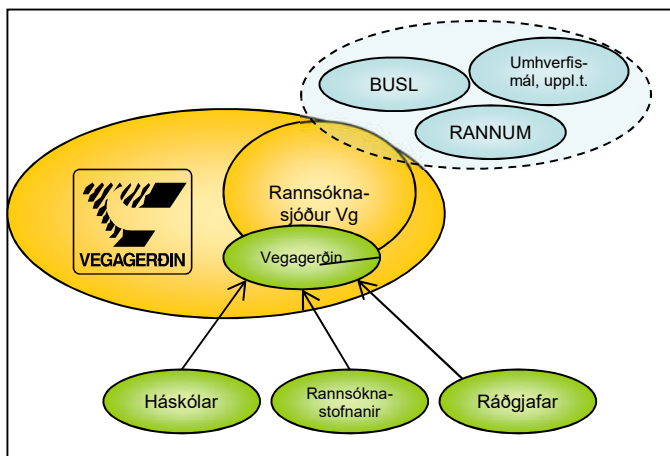 Umhverfis-
mál, uppl.t.
BUSL
RANNUM
Rannsókna-
sjóður Vg
VEGAGERÐIN
Vegagerðin
Háskólar
Rannsókna-
stofnanir
Ráðgjafar